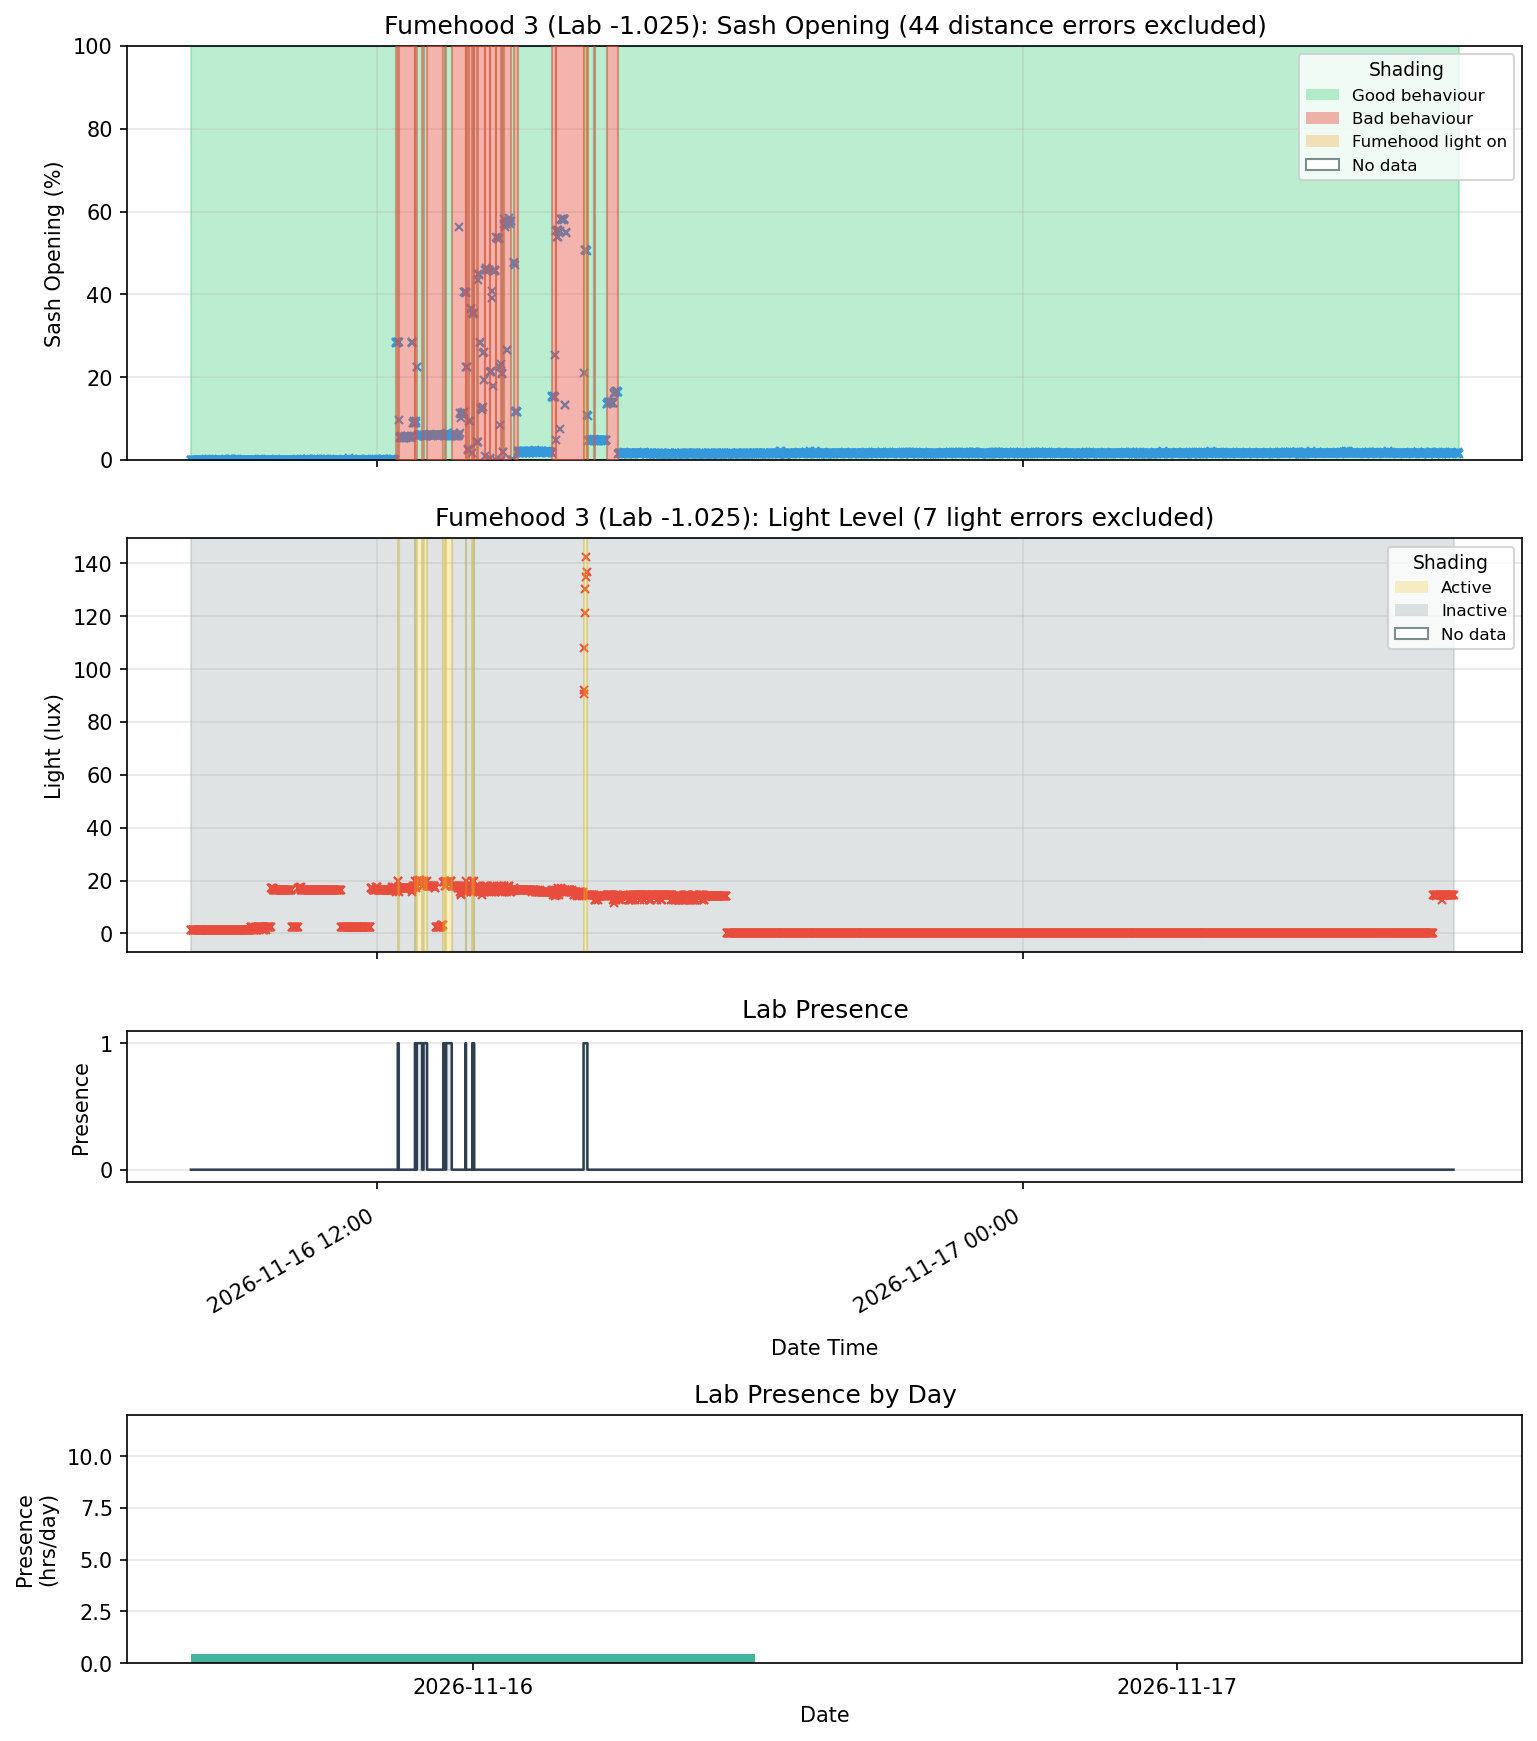 Fumehood 3 (Lab -1.025): Sash Opening (44 distance errors excluded)
Sash Opening (%)
100
80
60
40
20
0
Shading
Good behaviour
Bad behaviour
Fumehood light on
No data
Fumehood 3 (Lab -1.025): Light Level (7 light errors excluded)
Light (lux)
140
120
100
80
60
40
20
0
Shading
Active
Inactive
No data
Lab Presence
Presence
1
0
2026-11-16 12:00
2026-11-17 00:00
Date Time
Lab Presence by Day
Presence
(hrs/day)
10.0
7.5
5.0
2.5
0.0
2026-11-16
2026-11-17
Date